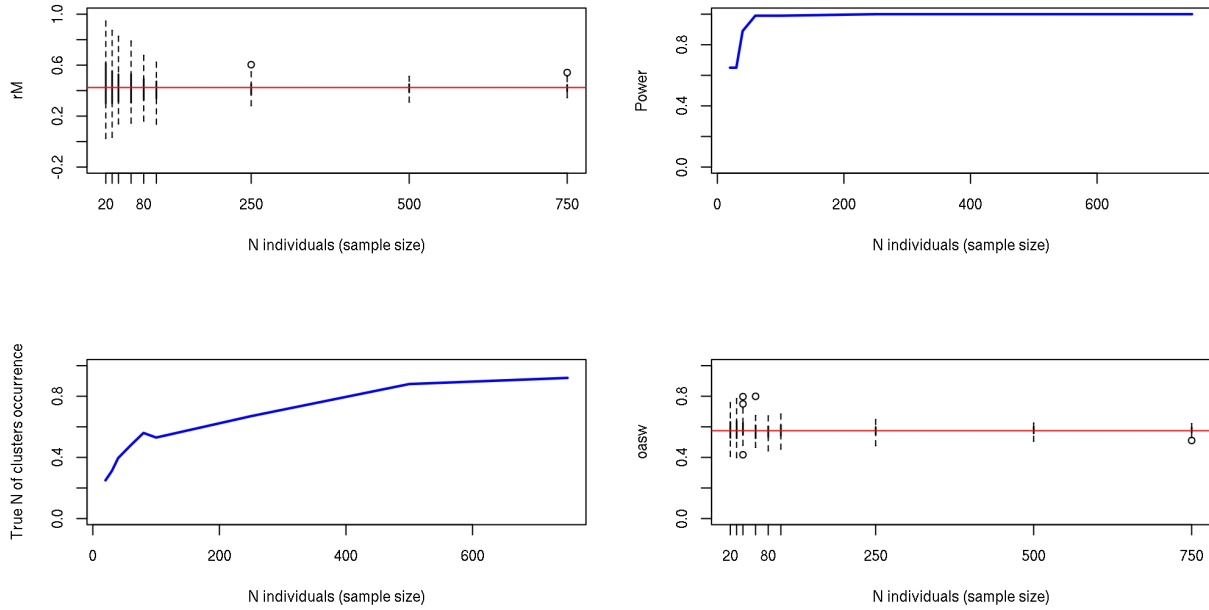 rM
-0.2 0.2 0.6 1.0
20 80 250 500 750
N individuals (sample size)
Power
0.0 0.4 0.8
0 200 400 600
N individuals (sample size)
True N of clusters occurrence
0.0 0.4 0.8
0 200 400 600
N individuals (sample size)
oasw
0.0 0.4 0.8
20 80 250 500 750
N individuals (sample size)